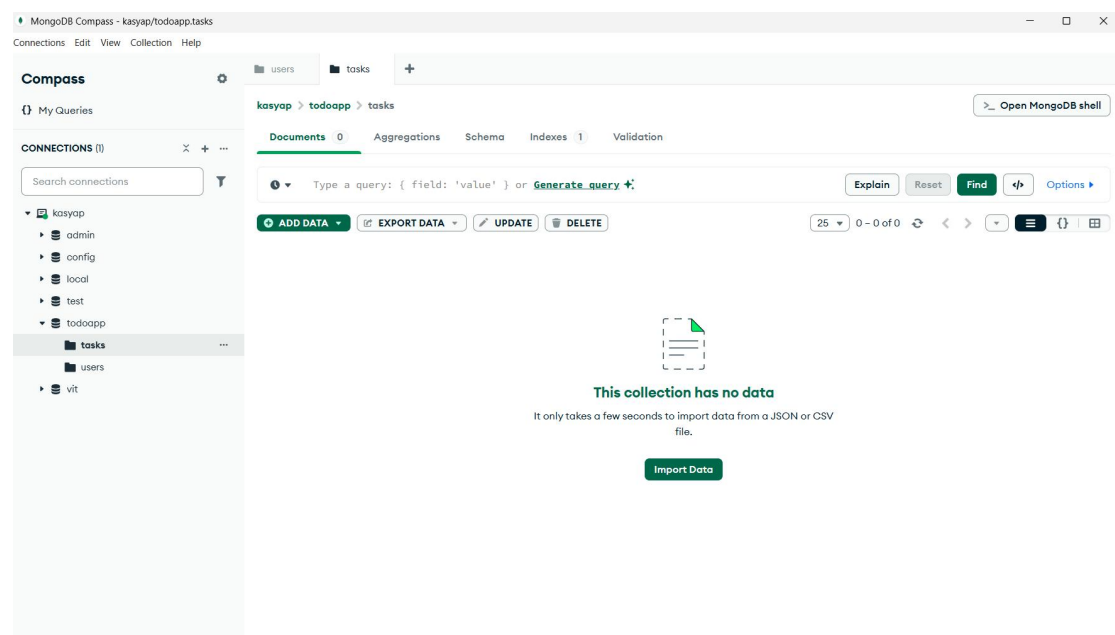 MongoDB Compass - kasyap/todoapp.tasks
Connections Edit View Collection Help
Compass
{} My Queries
CONNECTIONS (1)
Search connections
kasyap
admin
config
local
test
todoapp
tasks
users
vit
users tasks
kasyap > todoapp > tasks
>_ Open MongoDB shell
Documents 0 Aggregations Schema Indexes 1 Validation
Type a query: { field: 'value' } or Generate query
Explain Reset Find </> Options
ADD DATA EXPORT DATA UPDATE DELETE
25 0 – 0 of 0 {}
This collection has no data
It only takes a few seconds to import data from a JSON or CSV
file.
Import Data